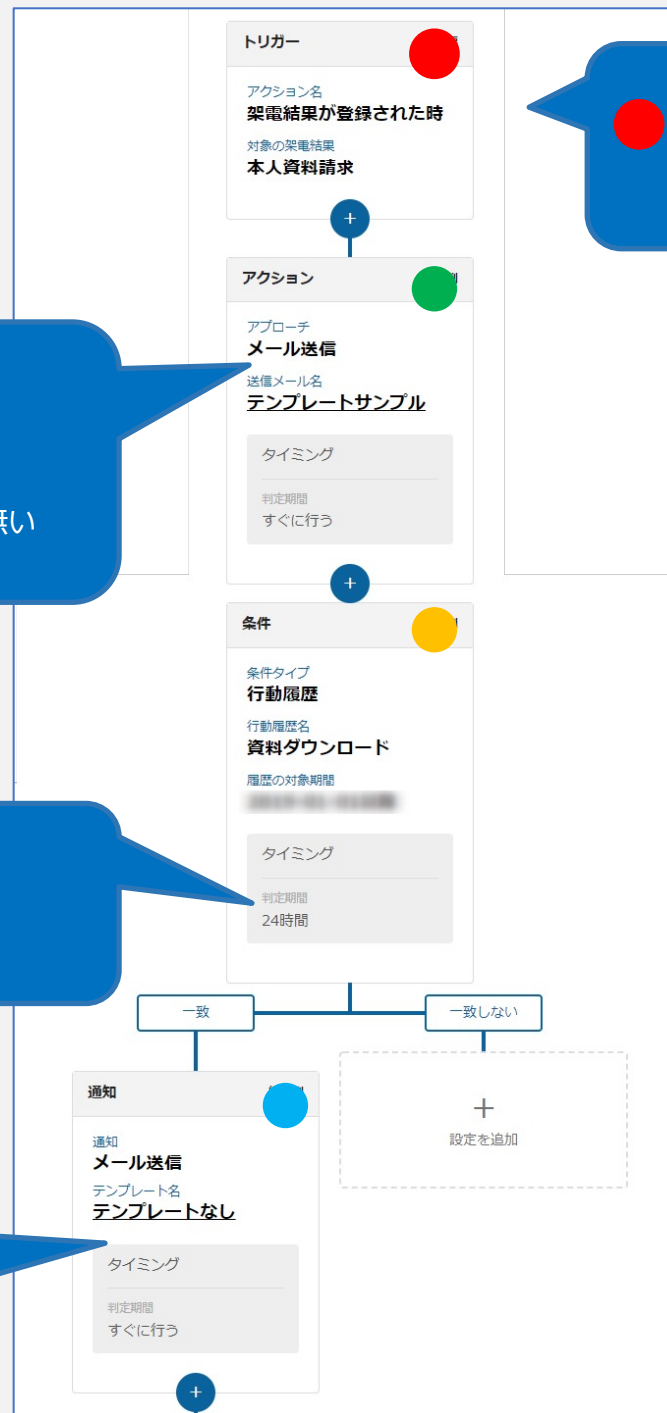 トリガー
アクション名
架電結果が登録された時
対象の架電結果
本人資料請求
+
アクション
アプローチ
メール送信
送信メール名
テンプレートサンプル
タイミング
判定期間
すぐに行う
無い
+
条件
条件タイプ
行動履歴
行動履歴名
資料ダウンロード
履歴の対象期間
タイミング
判定期間
24時間
一致
一致しない
通知
通知
メール送信
テンプレート名
テンプレートなし
タイミング
判定期間
すぐに行う
+
+
設定を追加